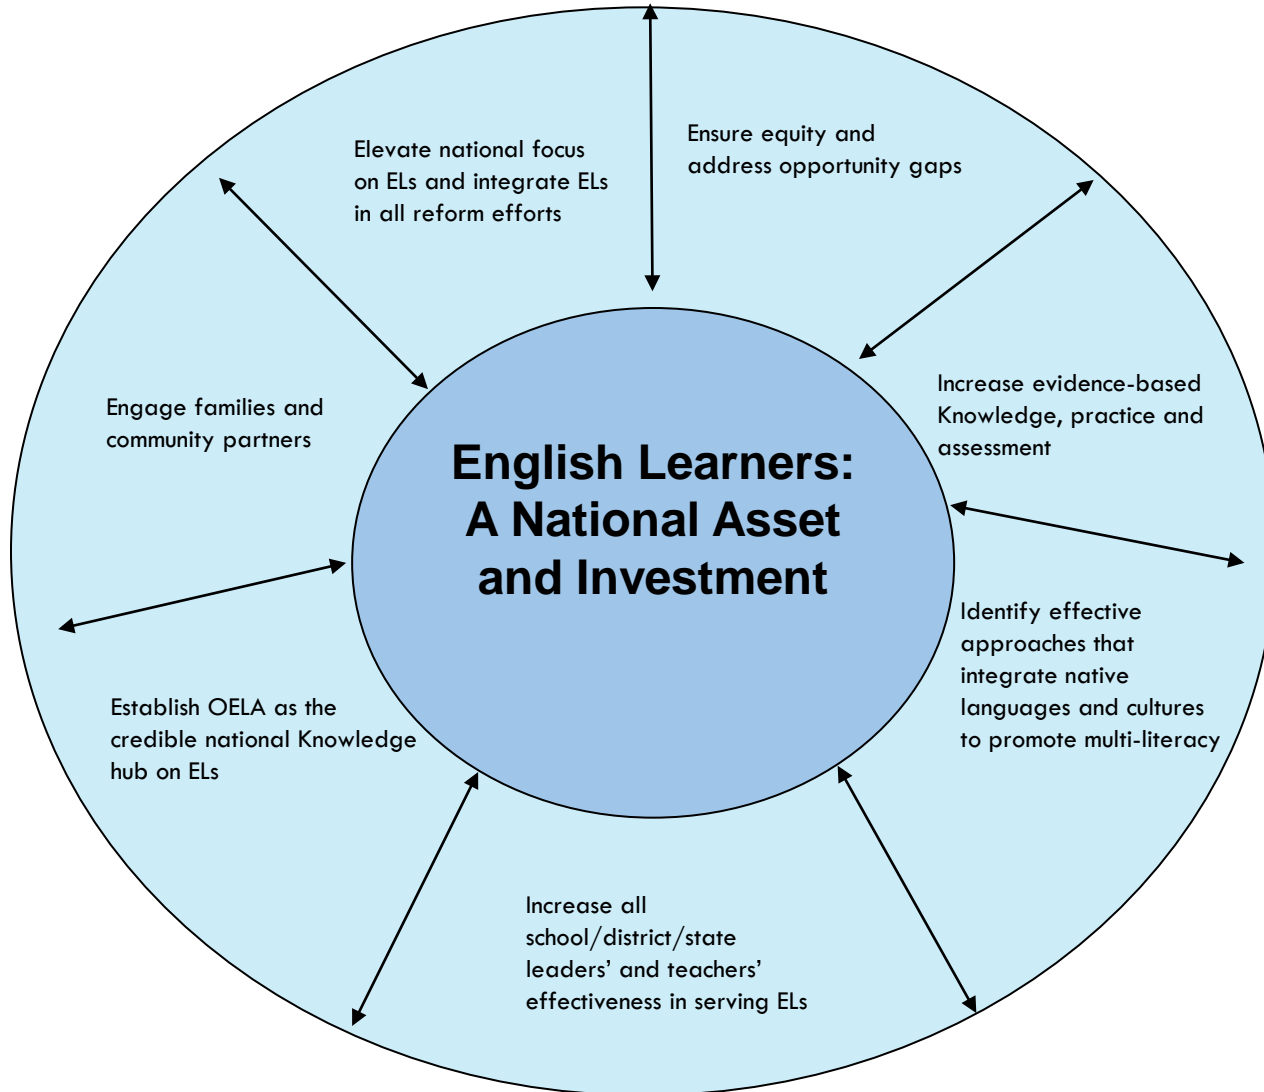 Elevate national focus
on ELs and integrate ELs
in all reform efforts
Ensure equity and
address opportunity gaps
Engage families and
community partners
English Learners:
A National Asset
and Investment
Increase evidence-based
Knowledge, practice and
assessment
Identify effective
approaches that
integrate native
languages and cultures
to promote multi-literacy
Establish OELA as the
credible national Knowledge
hub on ELs
Increase all
school/district/state
leaders’ and teachers’
effectiveness in serving ELs